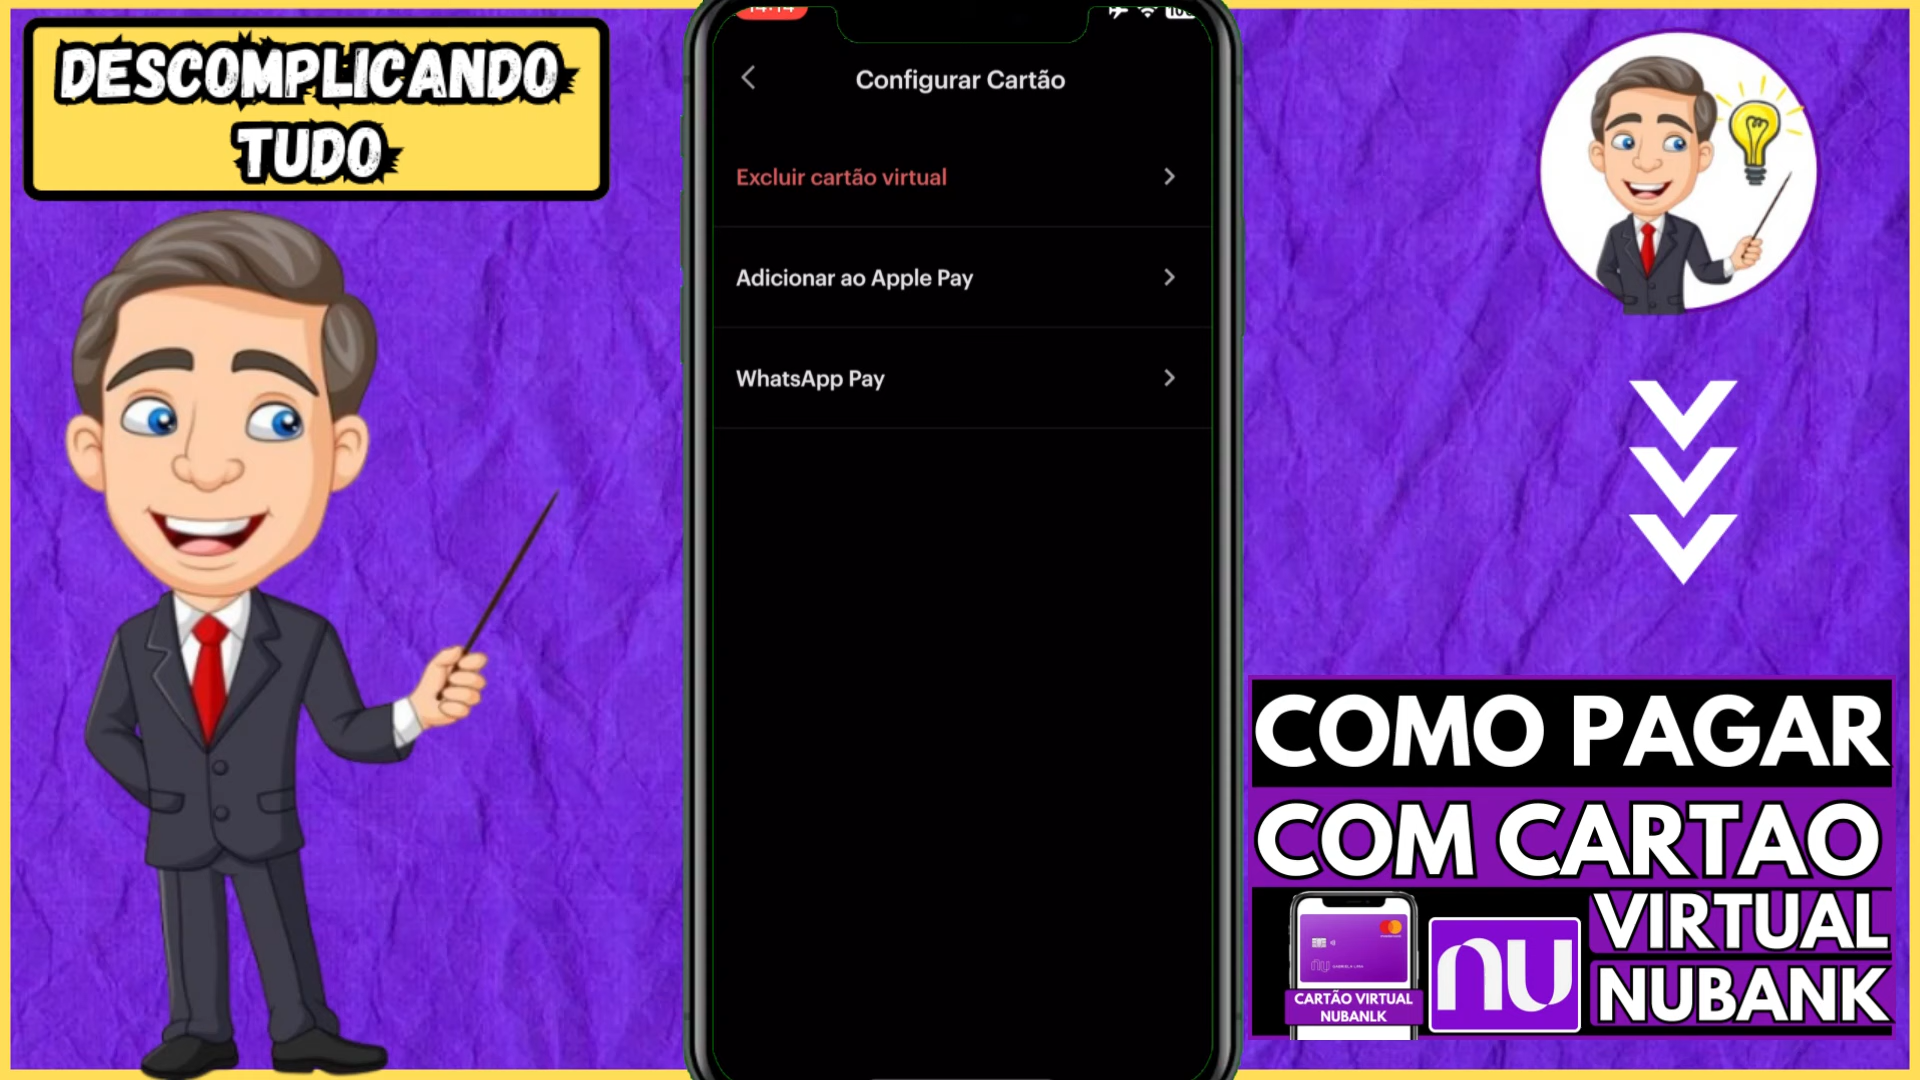 DESCOMPLICANDO
TUDO
Configurar Cartão
Excluir cartão virtual
Adicionar ao Apple Pay
WhatsApp Pay
COMO PAGAR
COM CARTAO
VIRTUAL
NUBANK
nu
CARTÃO VIRTUAL
NUBANLK